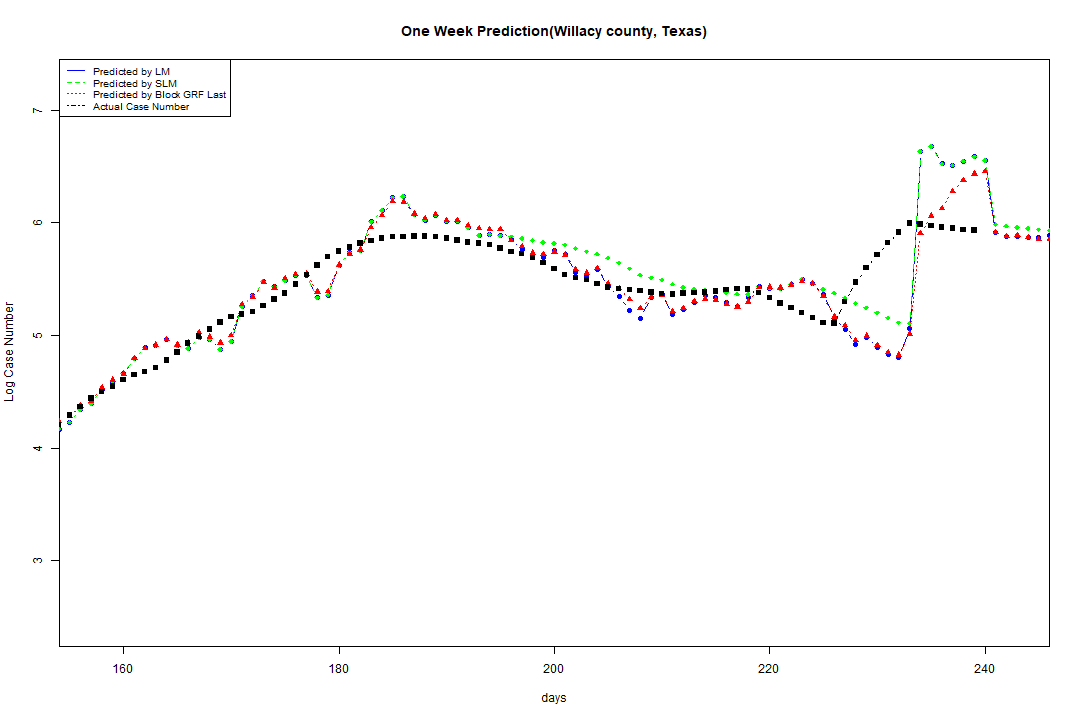 One Week Prediction(Willacy county, Texas)
Predicted by LM
Predicted by SLM
Predicted by Block GRF Last
Actual Case Number
7
6
5
4
3
Log Case Number
160 180 200 220 240
days